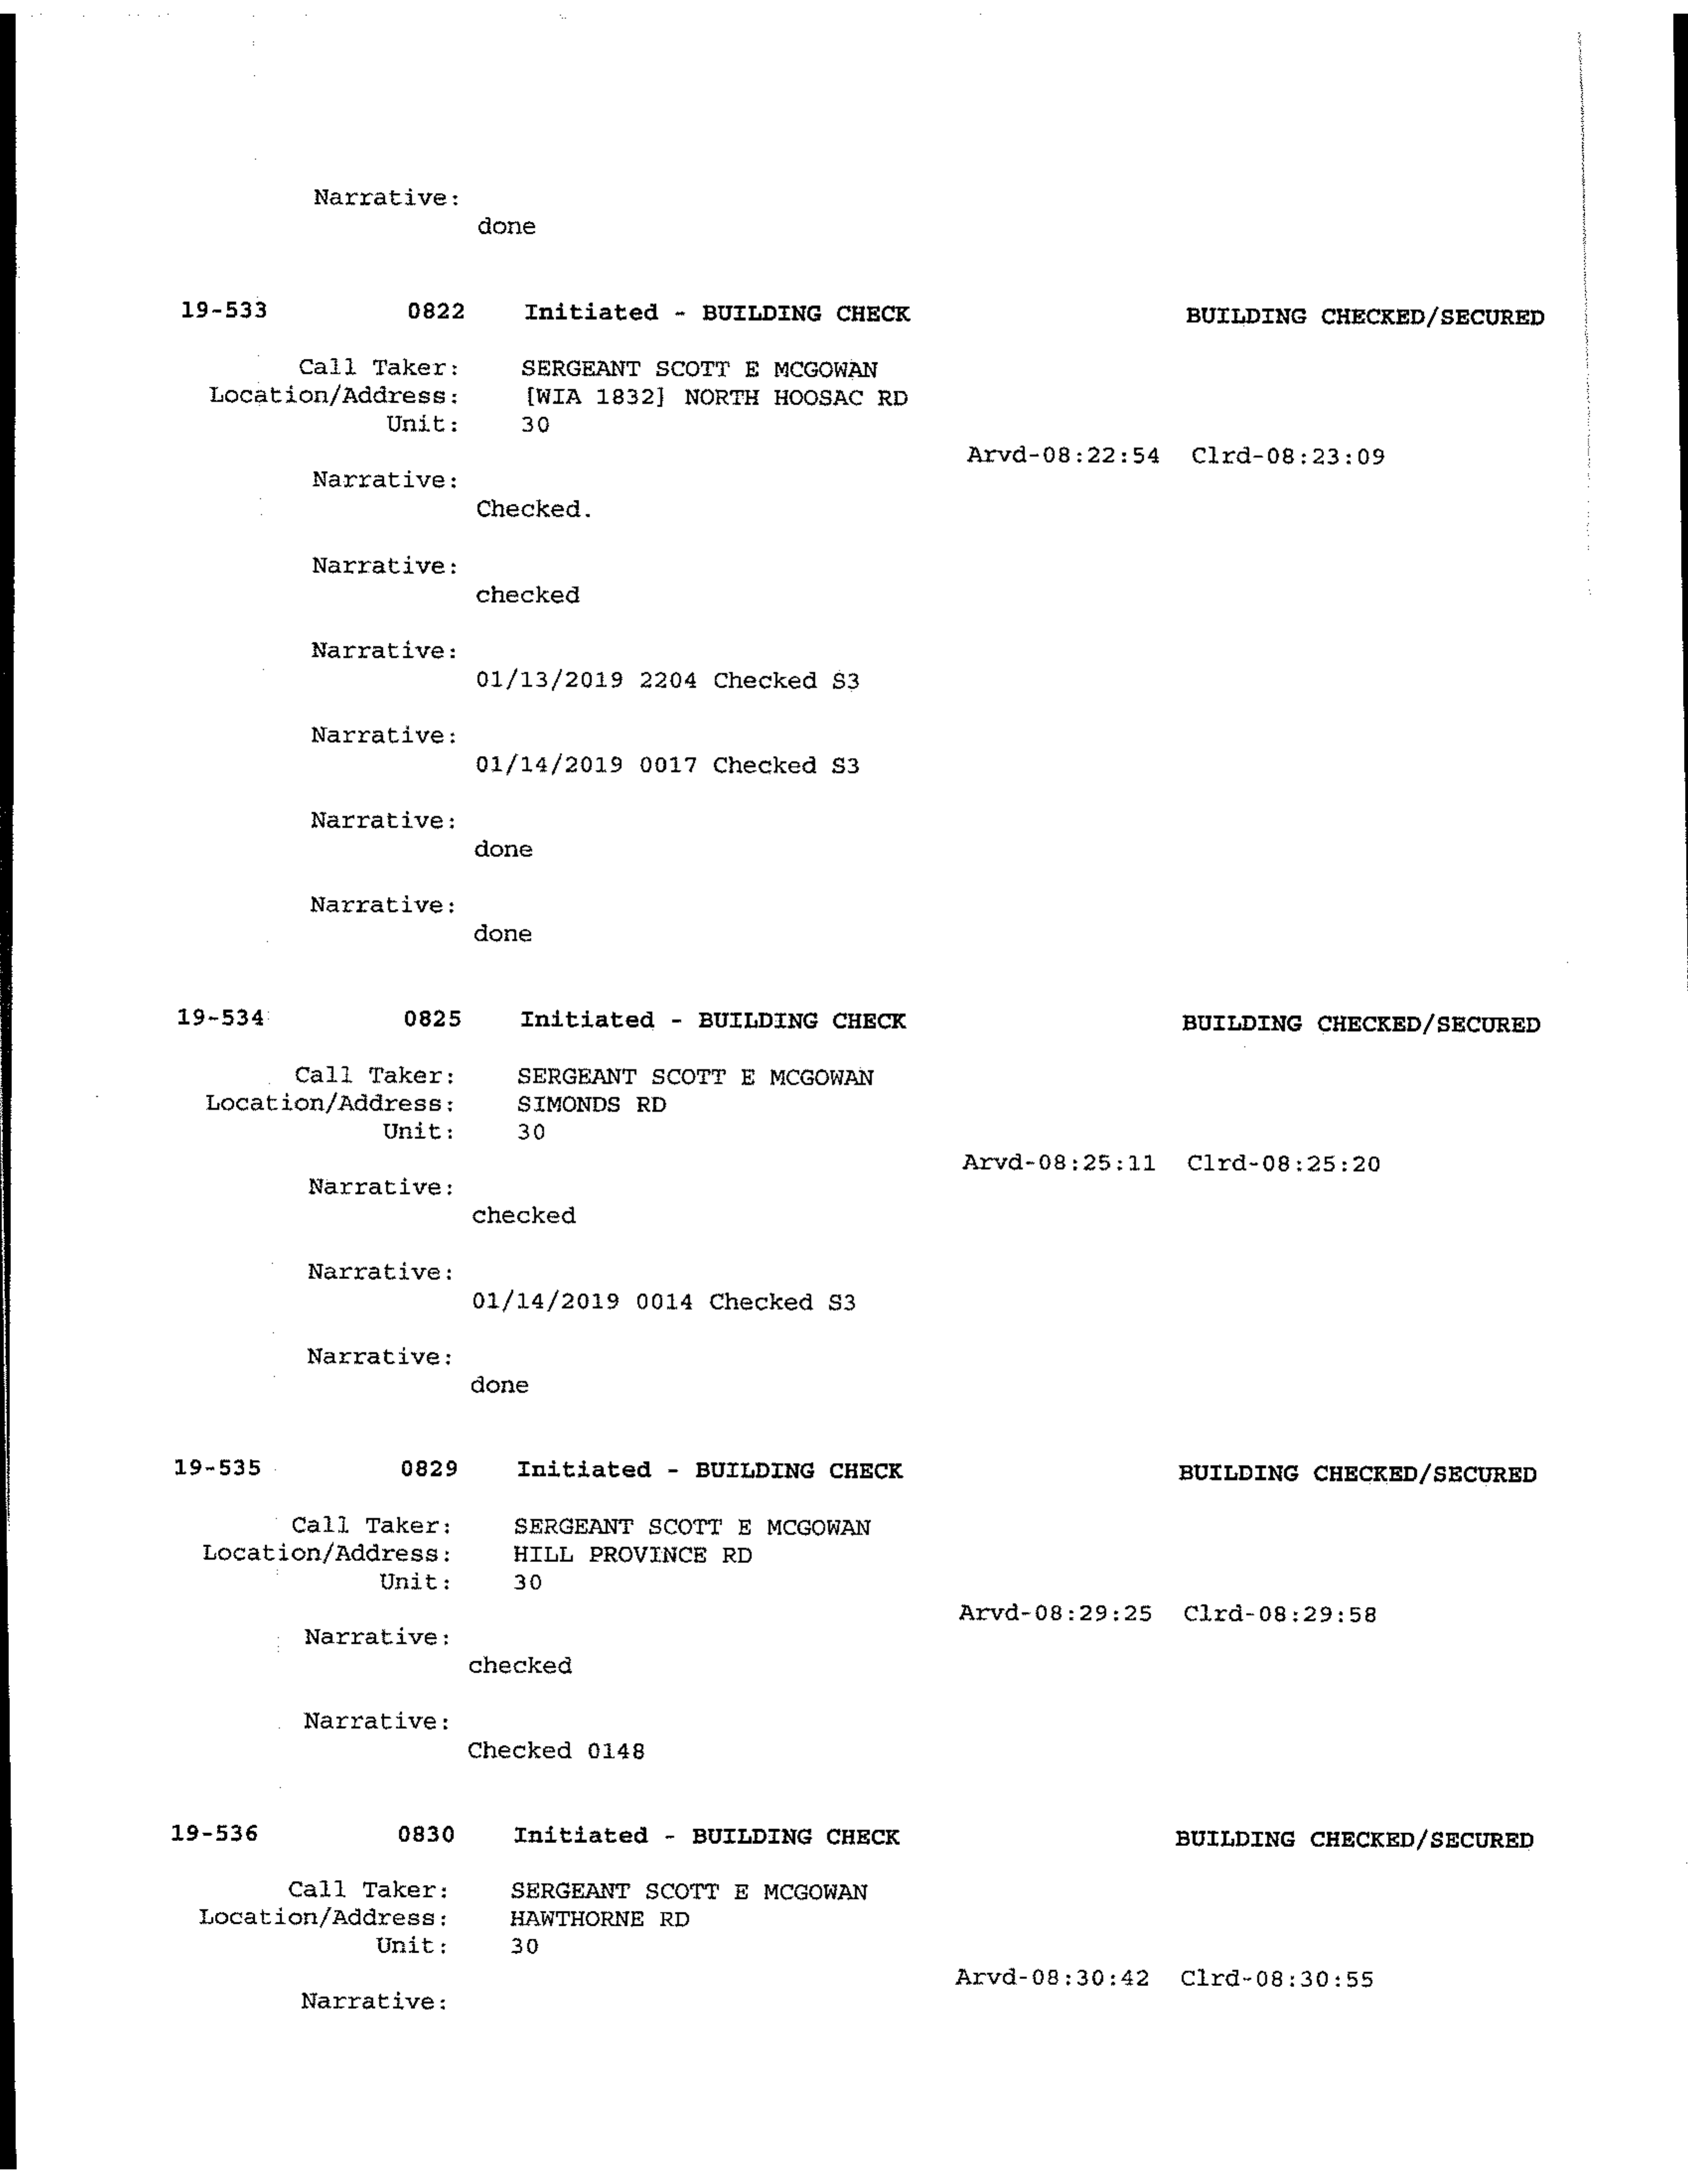 Narrative:
done
19-533 0822 Initiated - BUILDING CHECK BUILDING CHECKED/SECURED
Call Taker: SERGEANT SCOTT E MCGOWAN
Location/Address: [WIA 1832] NORTH HOOSAC RD
Unit: 30
Arvd-08:22:54 Clrd-08:23:09
Narrative:
Checked.
Narrative:
checked
Narrative:
01/13/2019 2204 Checked S3
Narrative:
01/14/2019 0017 Checked S3
Narrative:
done
Narrative:
done
19-534 0825 Initiated - BUILDING CHECK BUILDING CHECKED/SECURED
Call Taker: SERGEANT SCOTT E MCGOWAN
Location/Address: SIMONDS RD
Unit: 30
Arvd-08:25:11 Clrd-08:25:20
Narrative:
checked
Narrative:
01/14/2019 0014 Checked S3
Narrative:
done
19-535 0829 Initiated - BUILDING CHECK BUILDING CHECKED/SECURED
Call Taker: SERGEANT SCOTT E MCGOWAN
Location/Address: HILL PROVINCE RD
Unit: 30
Arvd-08:29:25 Clrd-08:29:58
Narrative:
checked
Narrative:
Checked 0148
19-536 0830 Initiated - BUILDING CHECK BUILDING CHECKED/SECURED
Call Taker: SERGEANT SCOTT E MCGOWAN
Location/Address: HAWTHORNE RD
Unit: 30
Arvd-08:30:42 Clrd-08:30:55
Narrative: